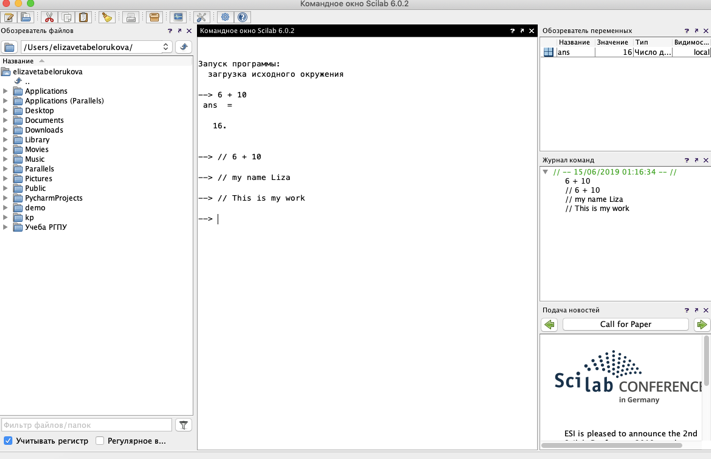 Командное окно Scilab 6.0.2
Обозреватель файлов
/Users/elizavetabelorukova/
Название
elizavetabelorukova
..
Applications
Applications (Parallels)
Desktop
Documents
Downloads
Library
Movies
Music
Parallels
Pictures
Public
PycharmProjects
demo
kp
Учеба РГПУ
Фильтр файлов/папок
Учитывать регистр
Регулярное в...
Командное окно Scilab 6.0.2
Запуск программы:
загрузка исходного окружения
--> 6 + 10
ans =
16.
--> // 6 + 10
--> // my name Liza
--> // This is my work
-->
Обозреватель переменных
Название Значение Тип Видимос...
ans 16 Число д... local
Журнал команд
// -- 15/06/2019 01:16:34 -- //
6 + 10
// 6 + 10
// my name Liza
// This is my work
Подача новостей
Call for Paper
Scilab CONFERENCE
in Germany
ESI is pleased to announce the 2nd